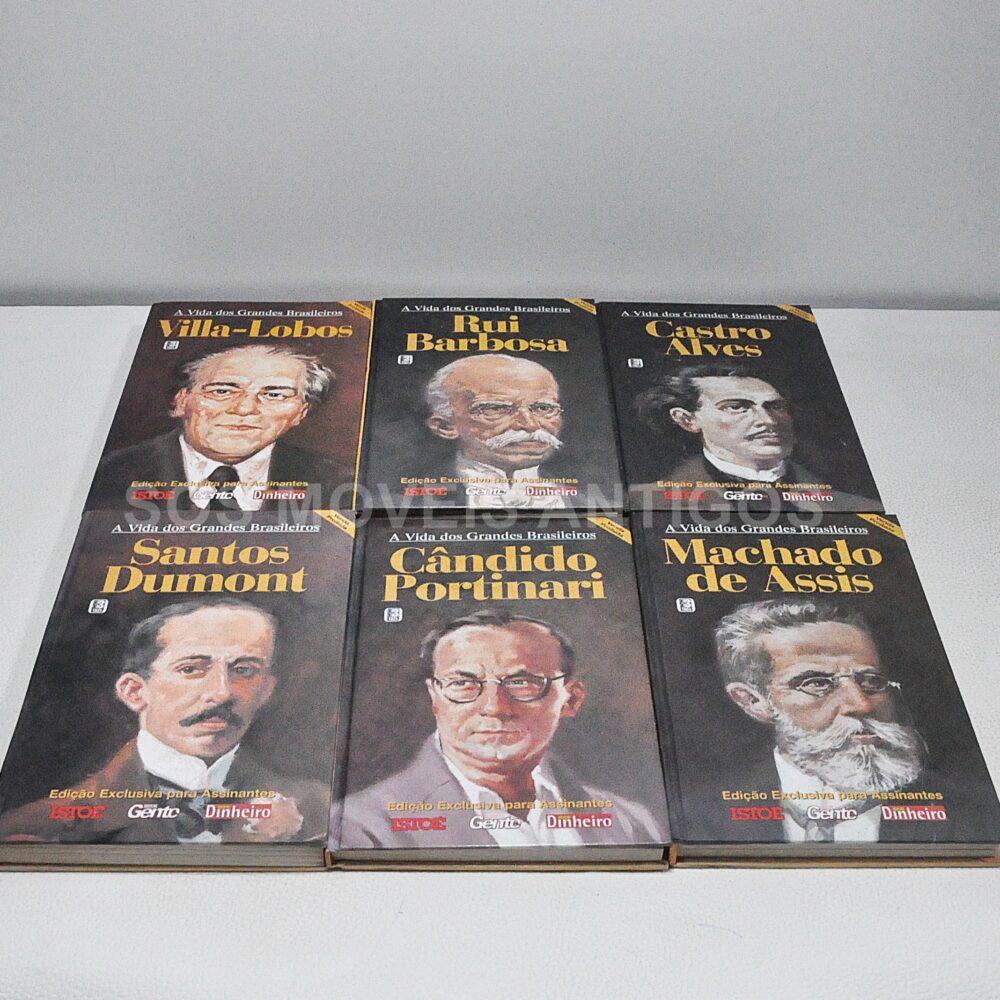 A Vida dos Grandes Brasileiros
Villa-Lobos
Edição Exclusiva para Assinantes
ISTOÉ Gente Dinheiro
A Vida dos Grandes Brasileiros
Rui
Barbosa
Edição Exclusiva para Assinantes
ISTOÉ Gente Dinheiro
A Vida dos Grandes Brasileiros
Castro
Alves
Edição Exclusiva para Assinantes
ISTOÉ Gente Dinheiro
SOS MOVEIS ANTIGOS
A Vida dos Grandes Brasileiros
Santos
Dumont
Edição Exclusiva para Assinantes
ISTOÉ Gente Dinheiro
A Vida dos Grandes Brasileiros
Cândido
Portinari
Edição Exclusiva para Assinantes
ISTOÉ Gente Dinheiro
A Vida dos Grandes Brasileiros
Machado
de Assis
Edição Exclusiva para Assinantes
ISTOÉ Gente Dinheiro